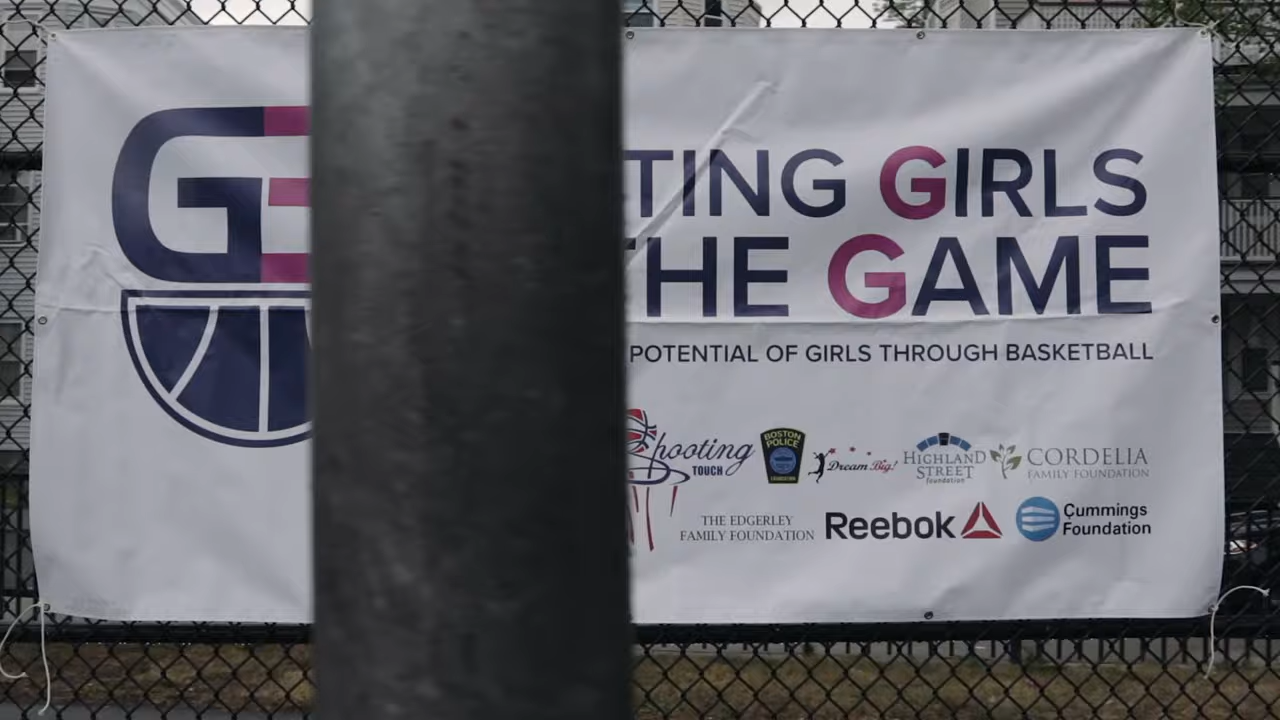 G
TING GIRLS
THE GAME
POTENTIAL OF GIRLS THROUGH BASKETBALL
Shooting
TOUCH
BOSTON
POLICE
Dream Big!
HIGHLAND
STREET
foundation
CORDELIA
FAMILY FOUNDATION
THE EDGERLEY
FAMILY FOUNDATION
Reebok
Cummings
Foundation